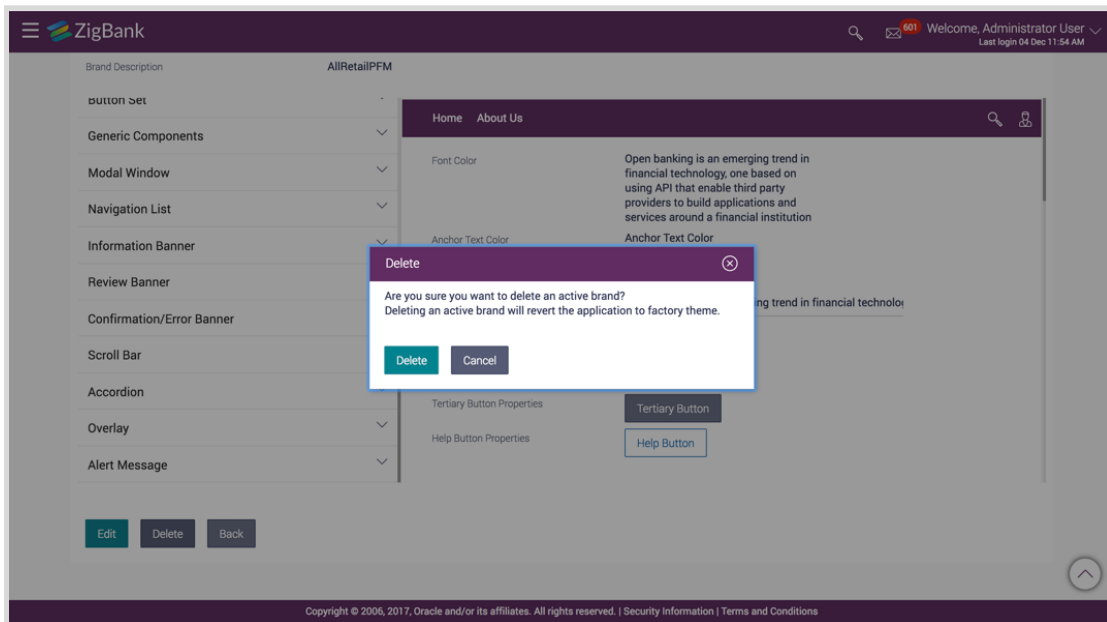 ZigBank
601
Welcome, Administrator User
Last login 04 Dec 11:54 AM
Brand Description
AllRetailPFM
Button Set
Generic Components
Modal Window
Navigation List
Information Banner
Review Banner
Confirmation/Error Banner
Scroll Bar
Accordion
Overlay
Alert Message
Home About Us
Font Color
Open banking is an emerging trend in
financial technology, one based on
using API that enable third party
providers to build applications and
services around a financial institution
Anchor Text Color
Anchor Text Color
ng trend in financial technolo
Delete
Are you sure you want to delete an active brand?
Deleting an active brand will revert the application to factory theme.
Delete Cancel
Tertiary Button Properties
Tertiary Button
Help Button Properties
Help Button
Edit Delete Back
Copyright © 2006, 2017, Oracle and/or its affiliates. All rights reserved. | Security Information | Terms and Conditions